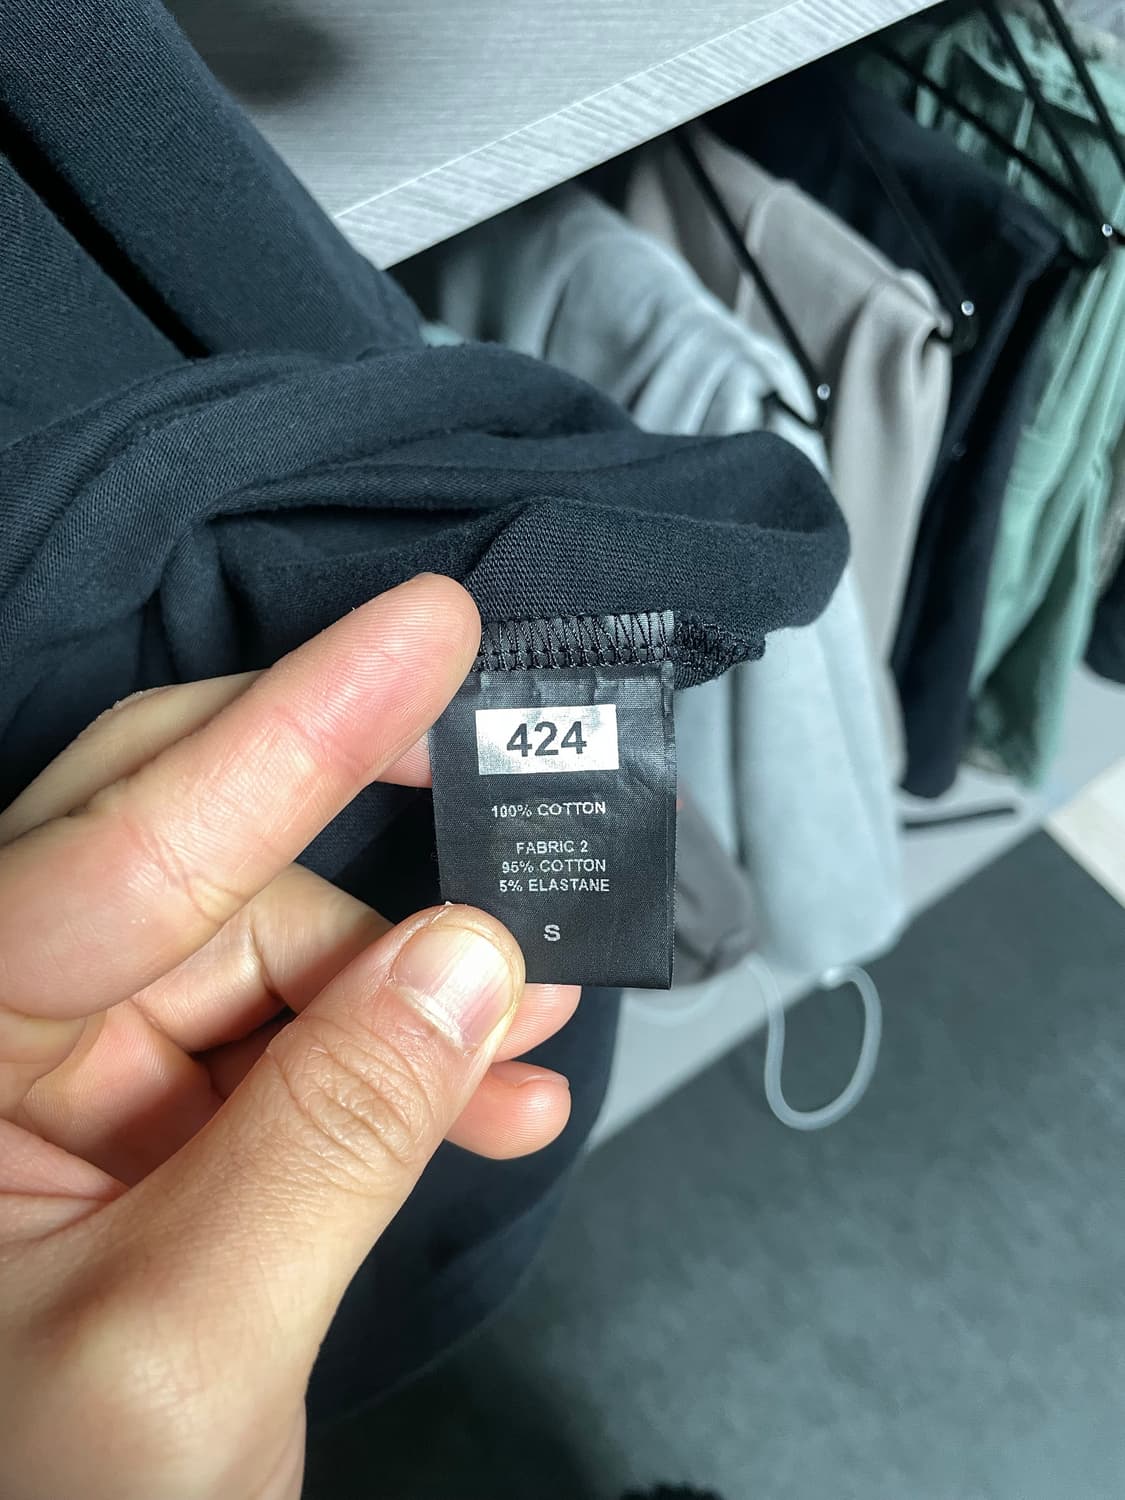 424
100% COTTON
FABRIC 2
95% COTTON
5% ELASTANE
S